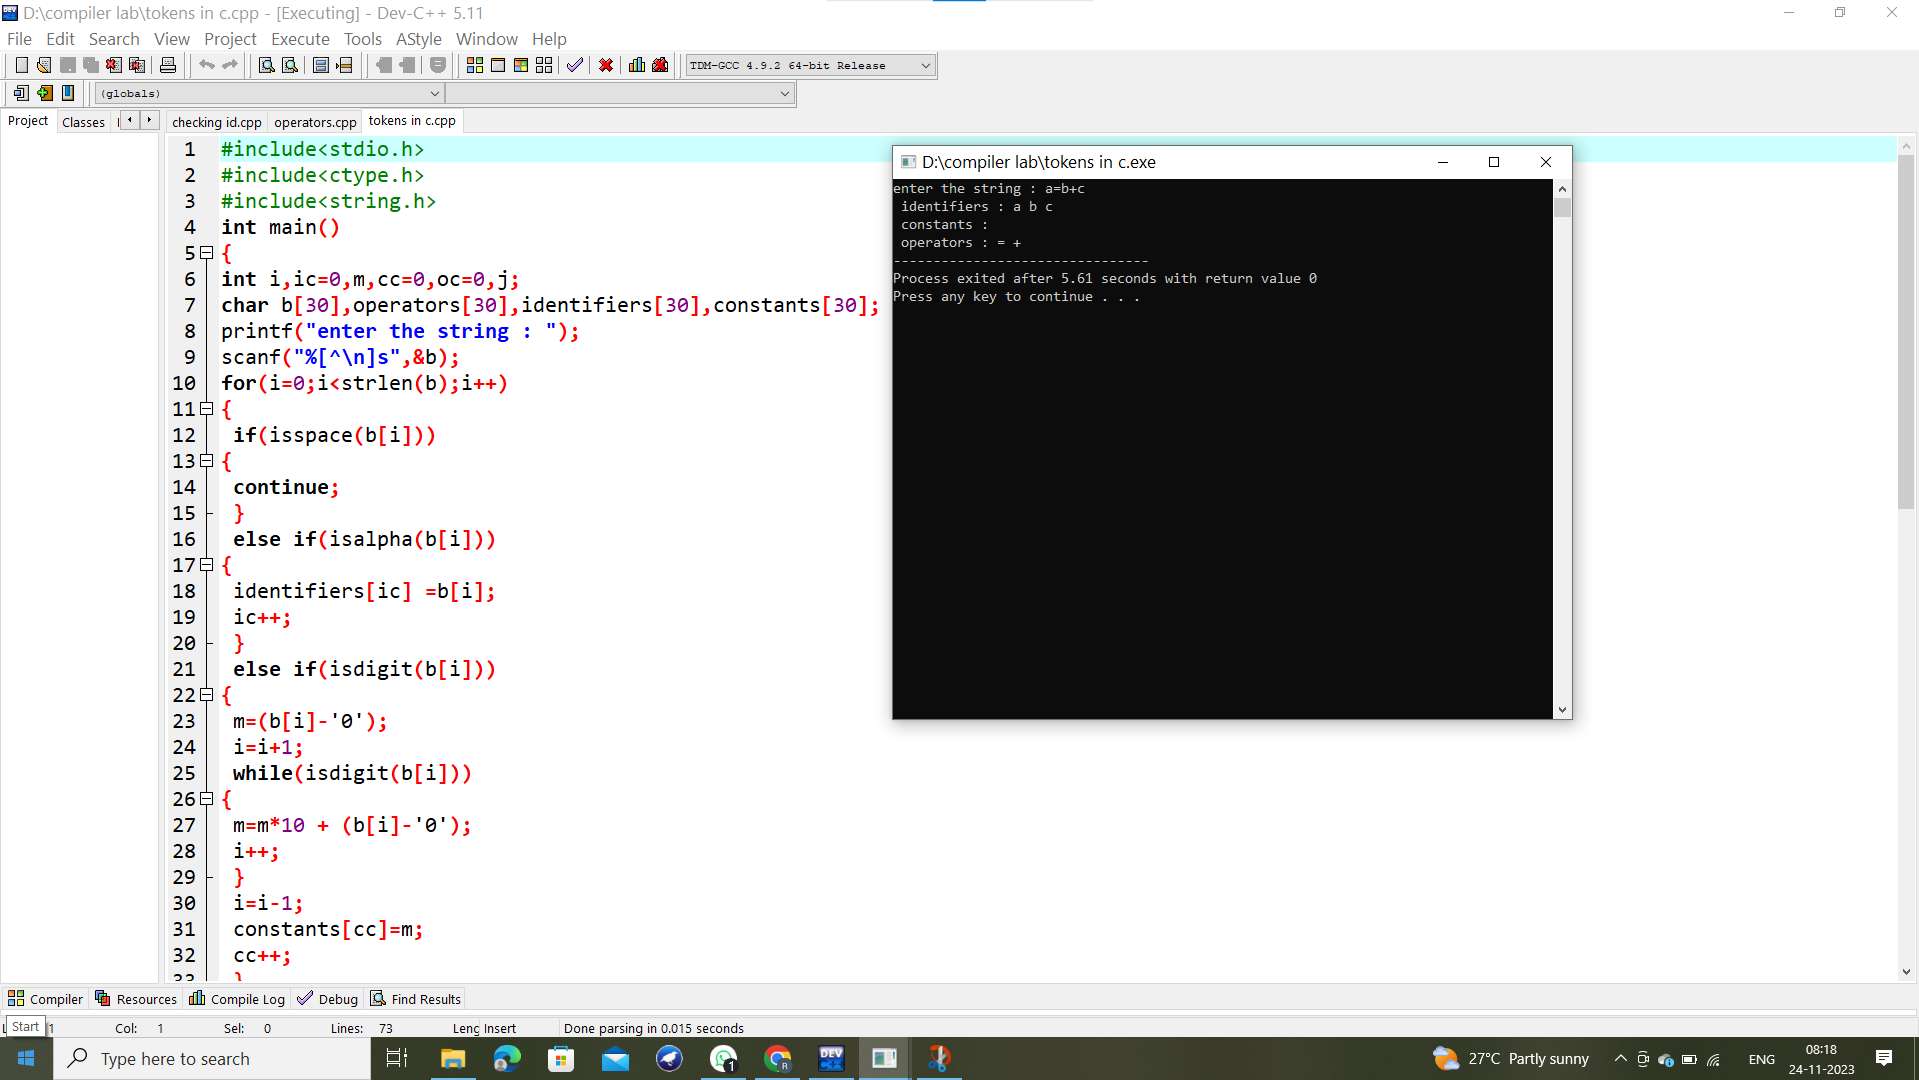 D:\compiler lab\tokens in c.cpp - [Executing] - Dev-C++ 5.11
File Edit Search View Project Execute Tools AStyle Window Help
TDM-GCC 4.9.2 64-bit Release
(globals)
Project Classes
checking id.cpp operators.cpp tokens in c.cpp
1 #include<stdio.h>
2 #include<ctype.h>
3 #include<string.h>
4 int main()
5 {
6 int i,ic=0,m,cc=0,oc=0,j;
7 char b[30],operators[30],identifiers[30],constants[30];
8 printf("enter the string : ");
9 scanf("%[^\n]s",&b);
10 for(i=0;i<strlen(b);i++)
11 {
12 if(isspace(b[i]))
13 {
14 continue;
15 }
16 else if(isalpha(b[i]))
17 {
18 identifiers[ic] =b[i];
19 ic++;
20 }
21 else if(isdigit(b[i]))
22 {
23 m=(b[i]-'0');
24 i=i+1;
25 while(isdigit(b[i]))
26 {
27 m=m*10 + (b[i]-'0');
28 i++;
29 }
30 i=i-1;
31 constants[cc]=m;
32 cc++;
33 }
D:\compiler lab\tokens in c.exe
enter the string : a=b+c
identifiers : a b c
constants :
operators : = +
--------------------------------
Process exited after 5.61 seconds with return value 0
Press any key to continue . . .
Compiler Resources Compile Log Debug Find Results
Start 1 Col: 1 Sel: 0 Lines: 73 Leng Insert Done parsing in 0.015 seconds
Type here to search
27°C Partly sunny
ENG
08:18
24-11-2023